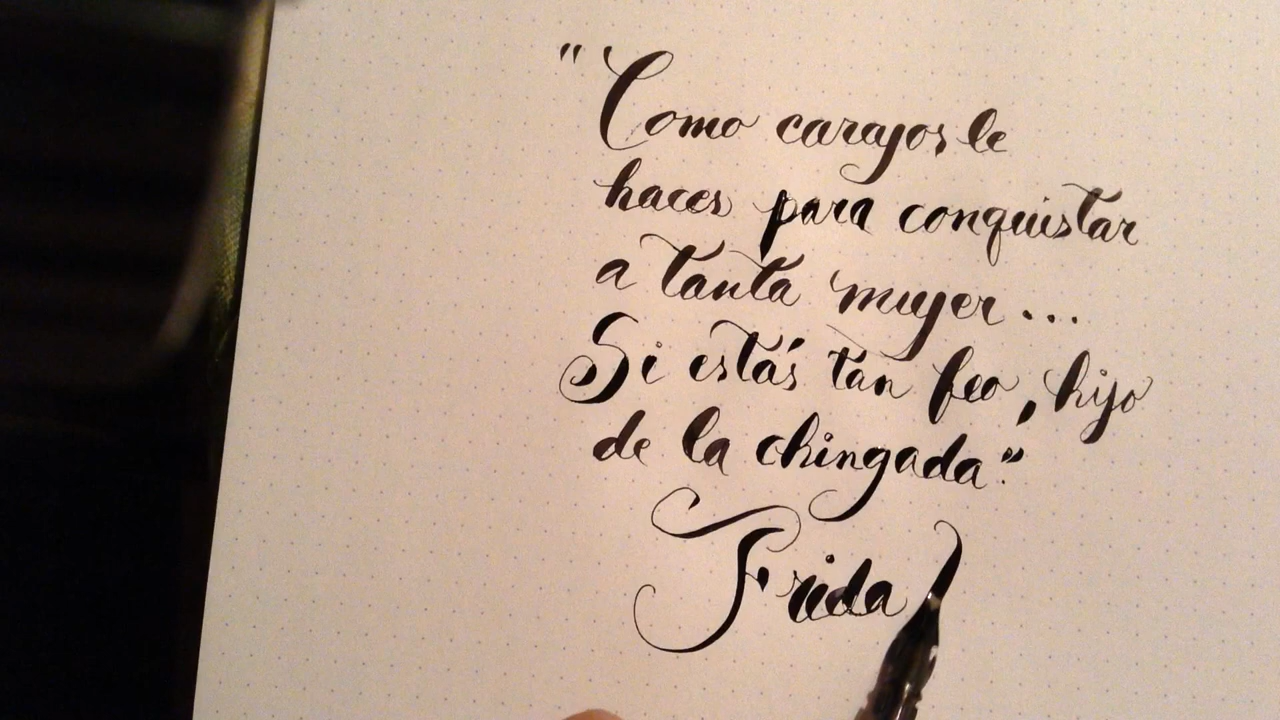 "Como carajos le
haces para conquistar
a tanta mujer...
Si estás tan feo, hijo
de la chingada."
Frida